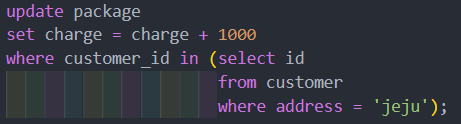 update package
set charge = charge + 1000
where customer_id in (select id
from customer
where address = 'jeju');